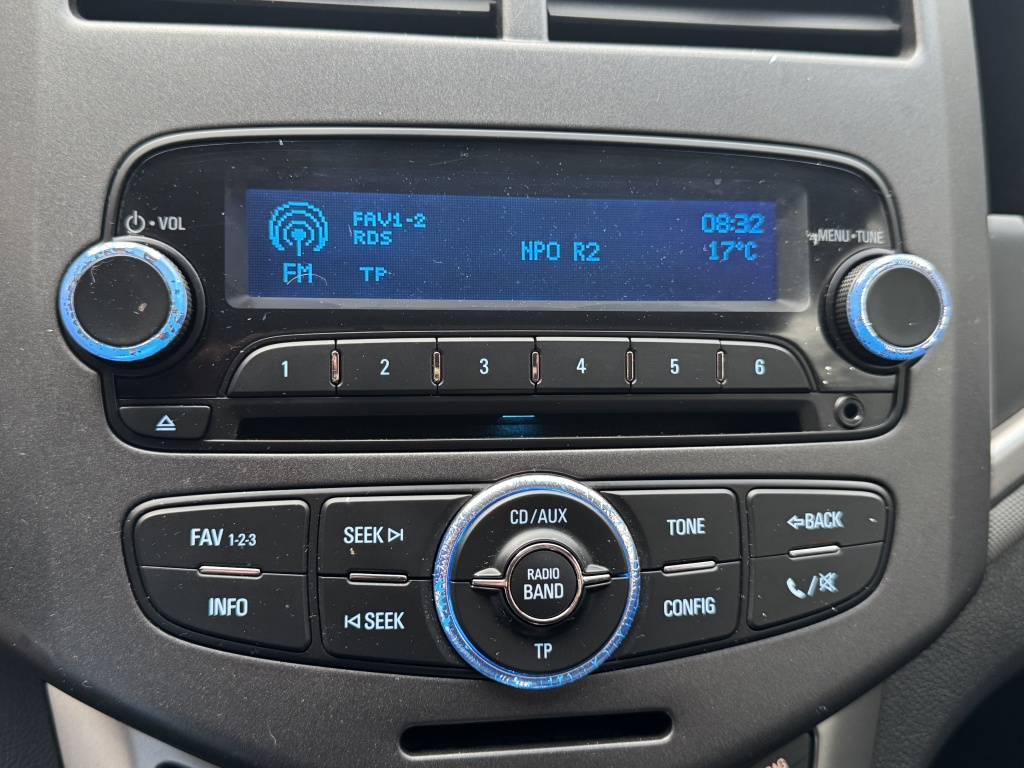 VOL
FAV1-2
08:32
RDS
NPO R2
17°C
MENU•TUNE
FM
TP
1
2
3
4
5
6
FAV 1-2-3
SEEK
CD/AUX
TONE
BACK
RADIO
BAND
INFO
SEEK
TP
CONFIG